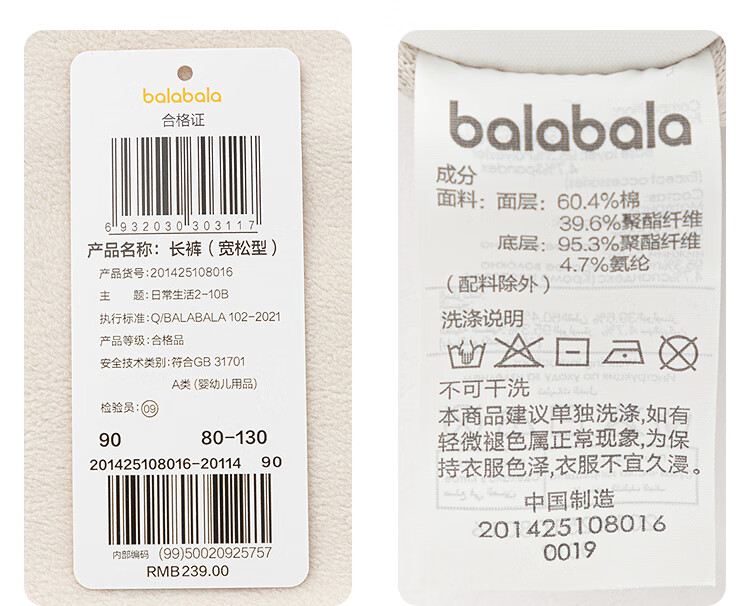 balabala
合格证
6 932030 303117
产品名称：长裤（宽松型）
产品货号:201425108016
主 题:日常生活2-10B
执行标准:Q/BALABALA 102-2021
产品等级:合格品
安全技术类别:符合GB 31701
A类 (婴幼儿用品)
检验员:09
90 80-130
201425108016-20114 90
内部编码 (99)50020925757
RMB239.00
balabala
成分
面料: 面层: 60.4%棉
39.6%聚酯纤维
底层: 95.3%聚酯纤维
4.7%氨纶
（配料除外）
洗涤说明
不可干洗
本商品建议单独洗涤,如有
轻微褪色属正常现象,为保
持衣服色泽,衣服不宜久浸。
中国制造
201425108016
0019